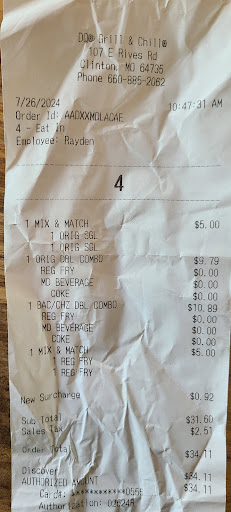 DQ® Grill & Chill®
107 E Rives Rd
Clinton, MO 64735
Phone 660-885-2062
7/26/2024 10:47:31 AM
Order Id: AADXXMDLACAE
4 - Eat In
Employee: Rayden
4
1 MIX & MATCH $5.00
1 ORIG SGL
1 ORIG SGL
1 ORIG DBL COMBO $9.79
REG FRY $0.00
MD BEVERAGE $0.00
COKE $0.00
1 BAC/CHZ DBL COMBO $10.89
REG FRY $0.00
MD BEVERAGE $0.00
COKE $0.00
1 MIX & MATCH $5.00
1 REG FRY
1 REG FRY
New Surcharge $0.92
Sub Total $31.60
Sales Tax $2.51
Order Total $34.11
Discover $34.11
AUTHORIZED AMOUNT $34.11
Card#:
Authorization: